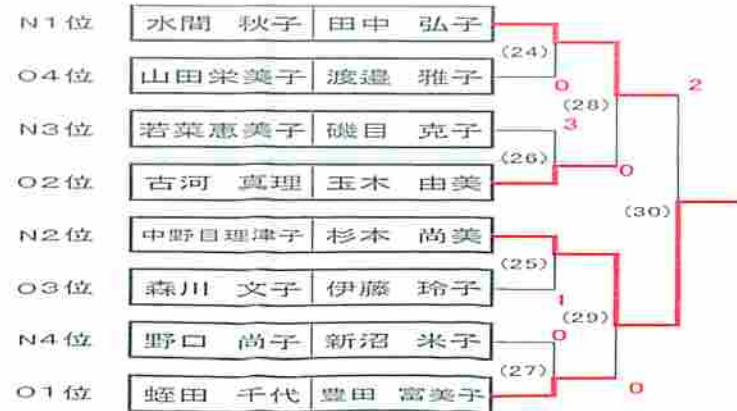 N1位 水間 秋子 田中 弘子
(24)
O4位 山田栄美子 渡邉 雅子
0
(28)
2
N3位 若菜恵美子 磯目 克子
3
(26)
0
O2位 古河 真理 玉木 由美
(30)
N2位 中野目理津子 杉本 尚美
(25)
O3位 森川 文子 伊藤 玲子
1
(29)
N4位 野口 尚子 新沼 米子
0
(27)
0
O1位 蛭田 千代 豊田 富美子